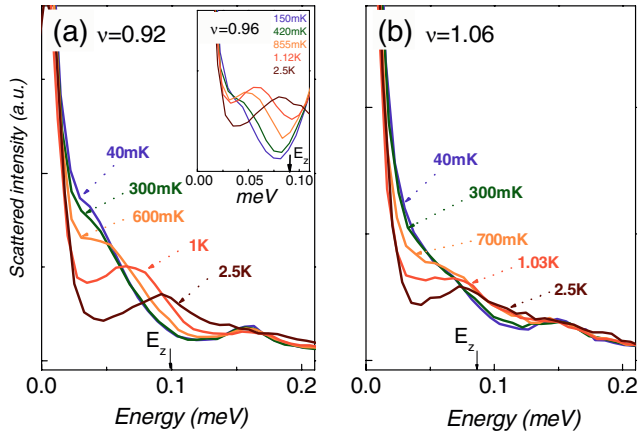 (a) ν=0.92
ν=0.96
150mK
420mK
855mK
1.12K
2.5K
E_z
0.00 0.05 0.10
meV
40mK
300mK
600mK
1K
2.5K
E_z
0.0 0.1 0.2
Energy (meV)
Scattered intensity (a.u.)
(b) ν=1.06
40mK
300mK
700mK
1.03K
2.5K
E_z
0.0 0.1 0.2
Energy (meV)